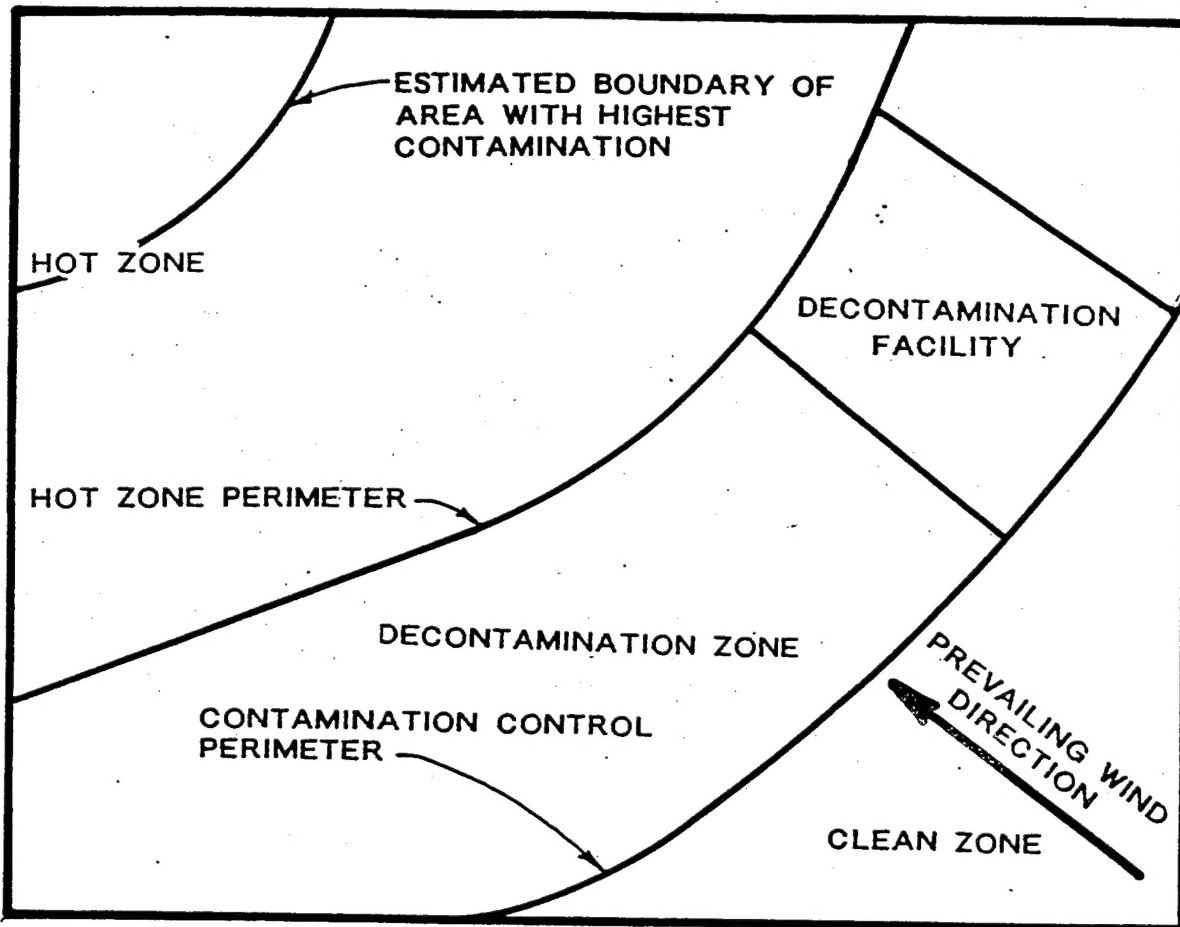 ESTIMATED BOUNDARY OF
AREA WITH HIGHEST
CONTAMINATION
HOT ZONE
DECONTAMINATION
FACILITY
HOT ZONE PERIMETER
DECONTAMINATION ZONE
CONTAMINATION CONTROL
PERIMETER
PREVAILING WIND
DIRECTION
CLEAN ZONE